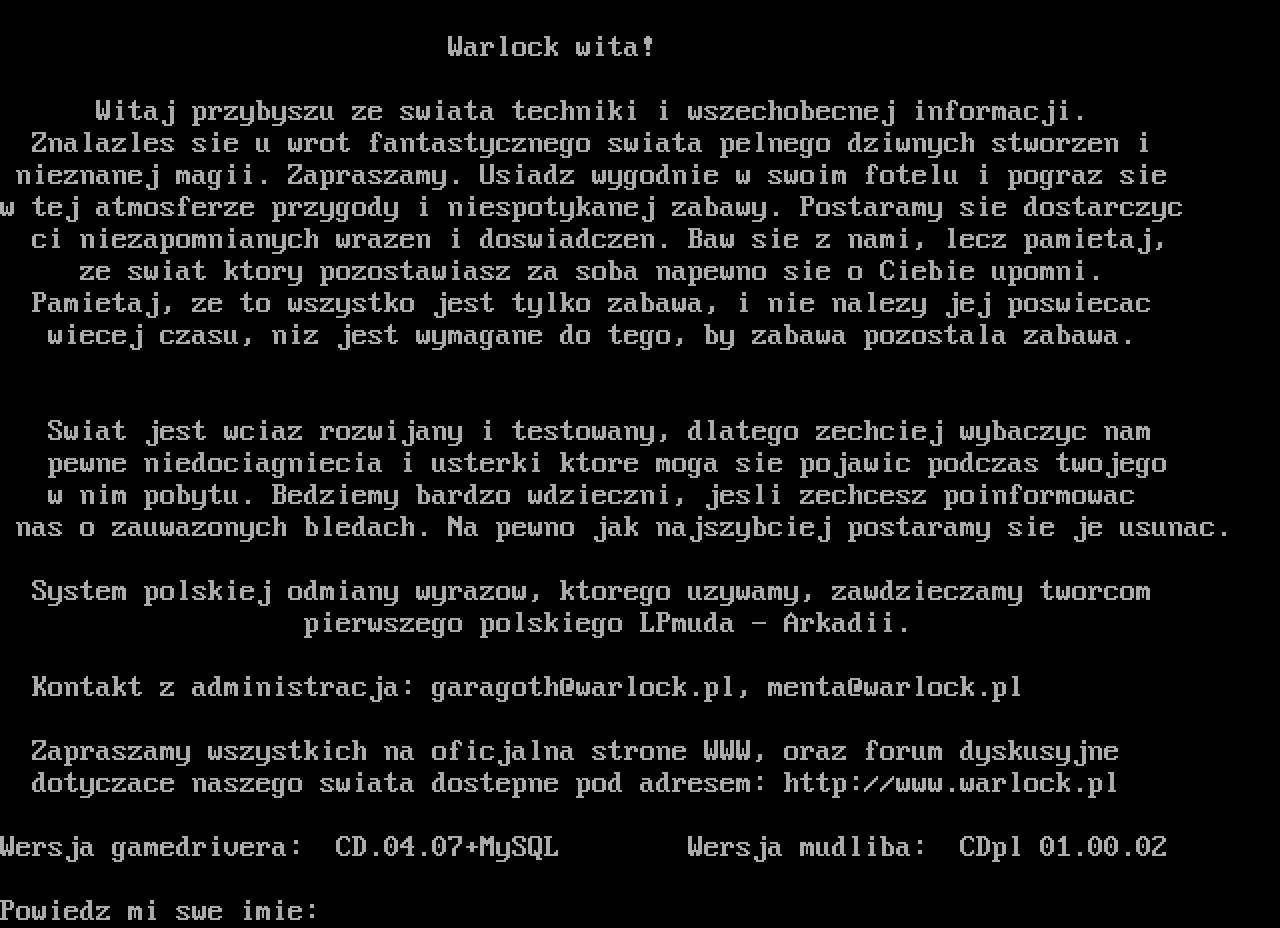 Warlock wita!
Witaj przybyszu ze swiata techniki i wszechobecnej informacji.
Znalazles sie u wrot fantastycznego swiata pelnego dziwnych stworzen i
nieznanej magii. Zapraszamy. Usiadz wygodnie w swoim fotelu i pograz sie
w tej atmosferze przygody i niespotykanej zabawy. Postaramy sie dostarczyc
ci niezapomnianych wrazen i doswiadczen. Baw sie z nami, lecz pamietaj,
ze swiat ktory pozostawiasz za soba napewno sie o Ciebie upomni.
Pamietaj, ze to wszystko jest tylko zabawa, i nie nalezy jej poswiecac
wiecej czasu, niz jest wymagane do tego, by zabawa pozostala zabawa.
Swiat jest wciaz rozwijany i testowany, dlatego zechciej wybaczyc nam
pewne niedociagniecia i usterki ktore moga sie pojawic podczas twojego
w nim pobytu. Bedziemy bardzo wdzieczni, jesli zechcesz poinformowac
nas o zauwazonych bledach. Na pewno jak najszybciej postaramy sie je usunac.
System polskiej odmiany wyrazow, ktorego uzywamy, zawdzieczamy tworcom
pierwszego polskiego LPmuda - Arkadii.
Kontakt z administracja: garagoth@warlock.pl, menta@warlock.pl
Zapraszamy wszystkich na oficjalna strone WWW, oraz forum dyskusyjne
dotyczace naszego swiata dostepne pod adresem: http://www.warlock.pl
Wersja gamedrivera: CD.04.07+MySQL Wersja mudliba: CDpl 01.00.02
Powiedz mi swe imie: